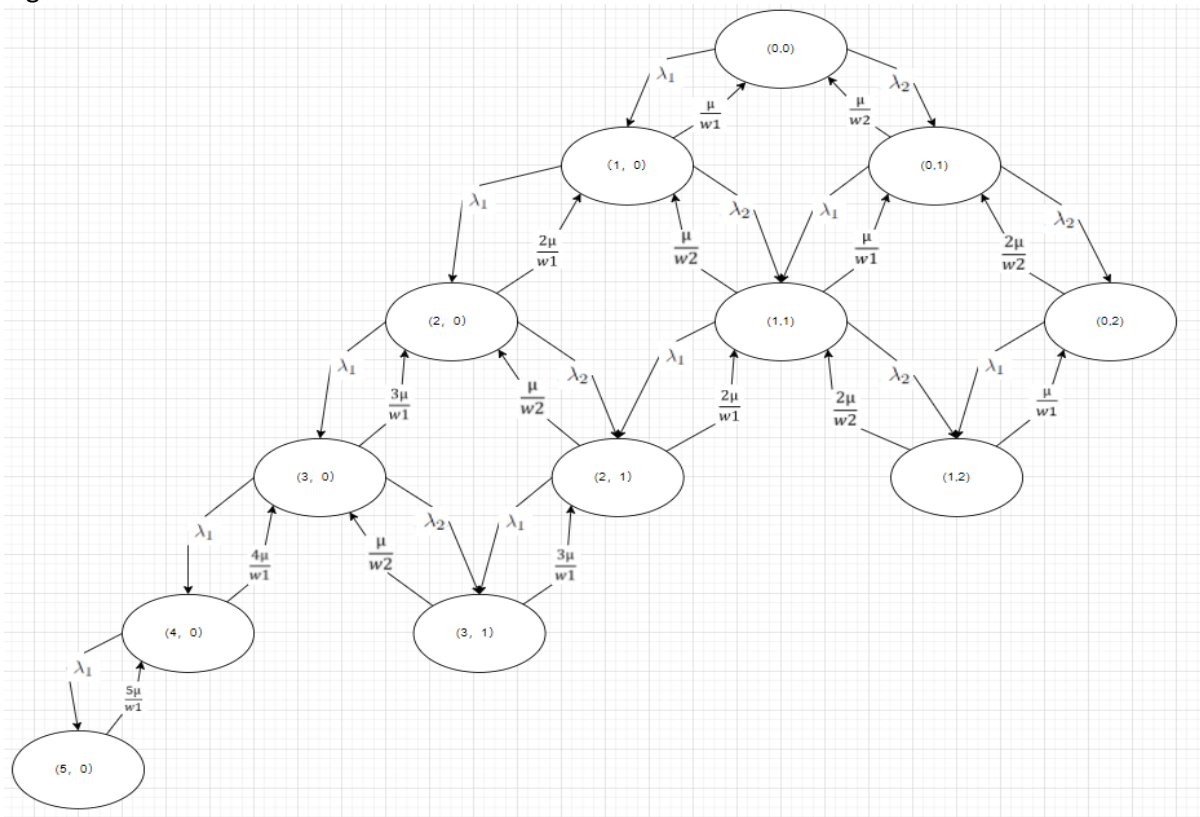 (0,0)
λ1
λ2
μ/w1
μ/w2
(1, 0)
(0,1)
λ1
λ2
λ1
λ2
2μ/w1
μ/w2
μ/w1
2μ/w2
(2, 0)
(1,1)
(0,2)
λ1
λ2
λ1
λ2
λ1
3μ/w1
μ/w2
2μ/w1
2μ/w2
μ/w1
(3, 0)
(2, 1)
(1,2)
λ1
λ2
λ1
4μ/w1
μ/w2
3μ/w1
(4, 0)
(3, 1)
λ1
5μ/w1
(5, 0)